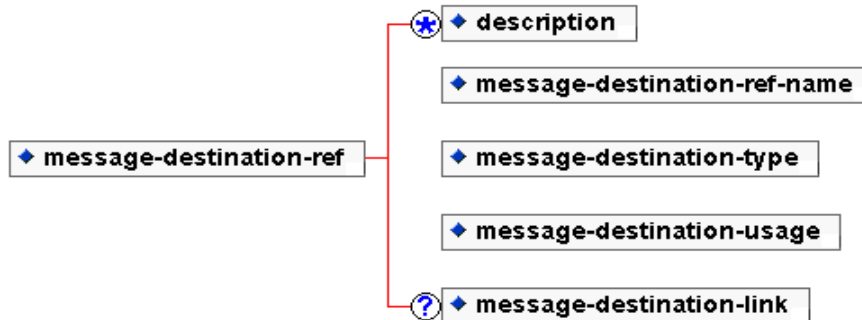 * description
message-destination-ref-name
message-destination-ref
message-destination-type
message-destination-usage
? message-destination-link